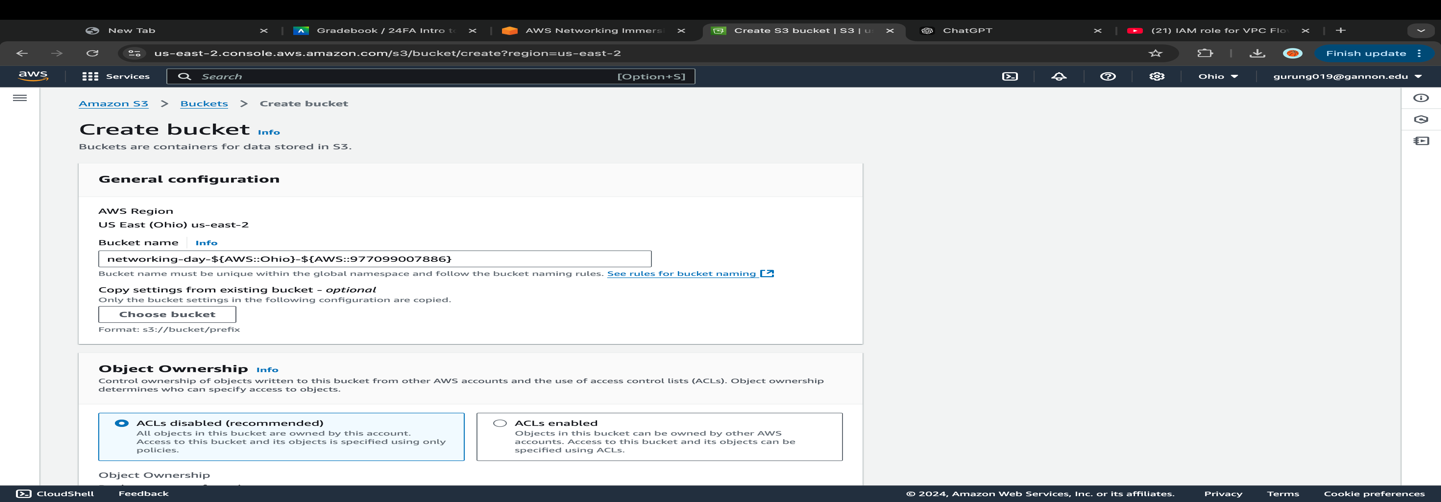 New Tab
Gradebook / 24FA Intro t
AWS Networking Immers
Create S3 bucket | S3 | u
ChatGPT
(21) IAM role for VPC Flo
us-east-2.console.aws.amazon.com/s3/bucket/create?region=us-east-2
Finish update
aws
Services
Search
[Option+S]
Ohio
gurung019@gannon.edu
Amazon S3 > Buckets > Create bucket
Create bucket Info
Buckets are containers for data stored in S3.
General configuration
AWS Region
US East (Ohio) us-east-2
Bucket name Info
networking-day-${AWS::Ohio}-${AWS::977099007886}
Bucket name must be unique within the global namespace and follow the bucket naming rules. See rules for bucket naming
Copy settings from existing bucket - optional
Only the bucket settings in the following configuration are copied.
Choose bucket
Format: s3://bucket/prefix
Object Ownership Info
Control ownership of objects written to this bucket from other AWS accounts and the use of access control lists (ACLs). Object ownership
determines who can specify access to objects.
ACLs disabled (recommended)
All objects in this bucket are owned by this account.
Access to this bucket and its objects is specified using only
policies.
ACLs enabled
Objects in this bucket can be owned by other AWS
accounts. Access to this bucket and its objects can be
specified using ACLs.
Object Ownership
CloudShell
Feedback
© 2024, Amazon Web Services, Inc. or its affiliates.
Privacy
Terms
Cookie preferences